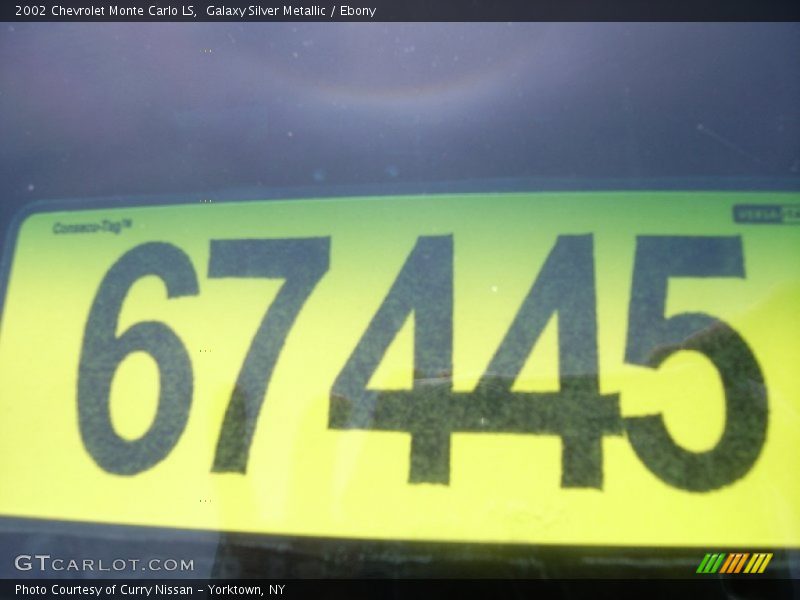 2002 Chevrolet Monte Carlo LS,  Galaxy Silver Metallic / Ebony
Conseco-Tag™
67445
GTCARLOT.COM
Photo Courtesy of Curry Nissan - Yorktown, NY